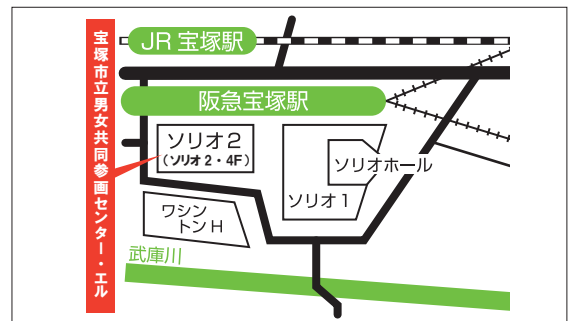 宝塚市立男女共同参画センター・エル
JR 宝塚駅
阪急宝塚駅
ソリオ2
(ソリオ2・4F)
ソリオホール
ソリオ1
ワシン
トンH
武庫川